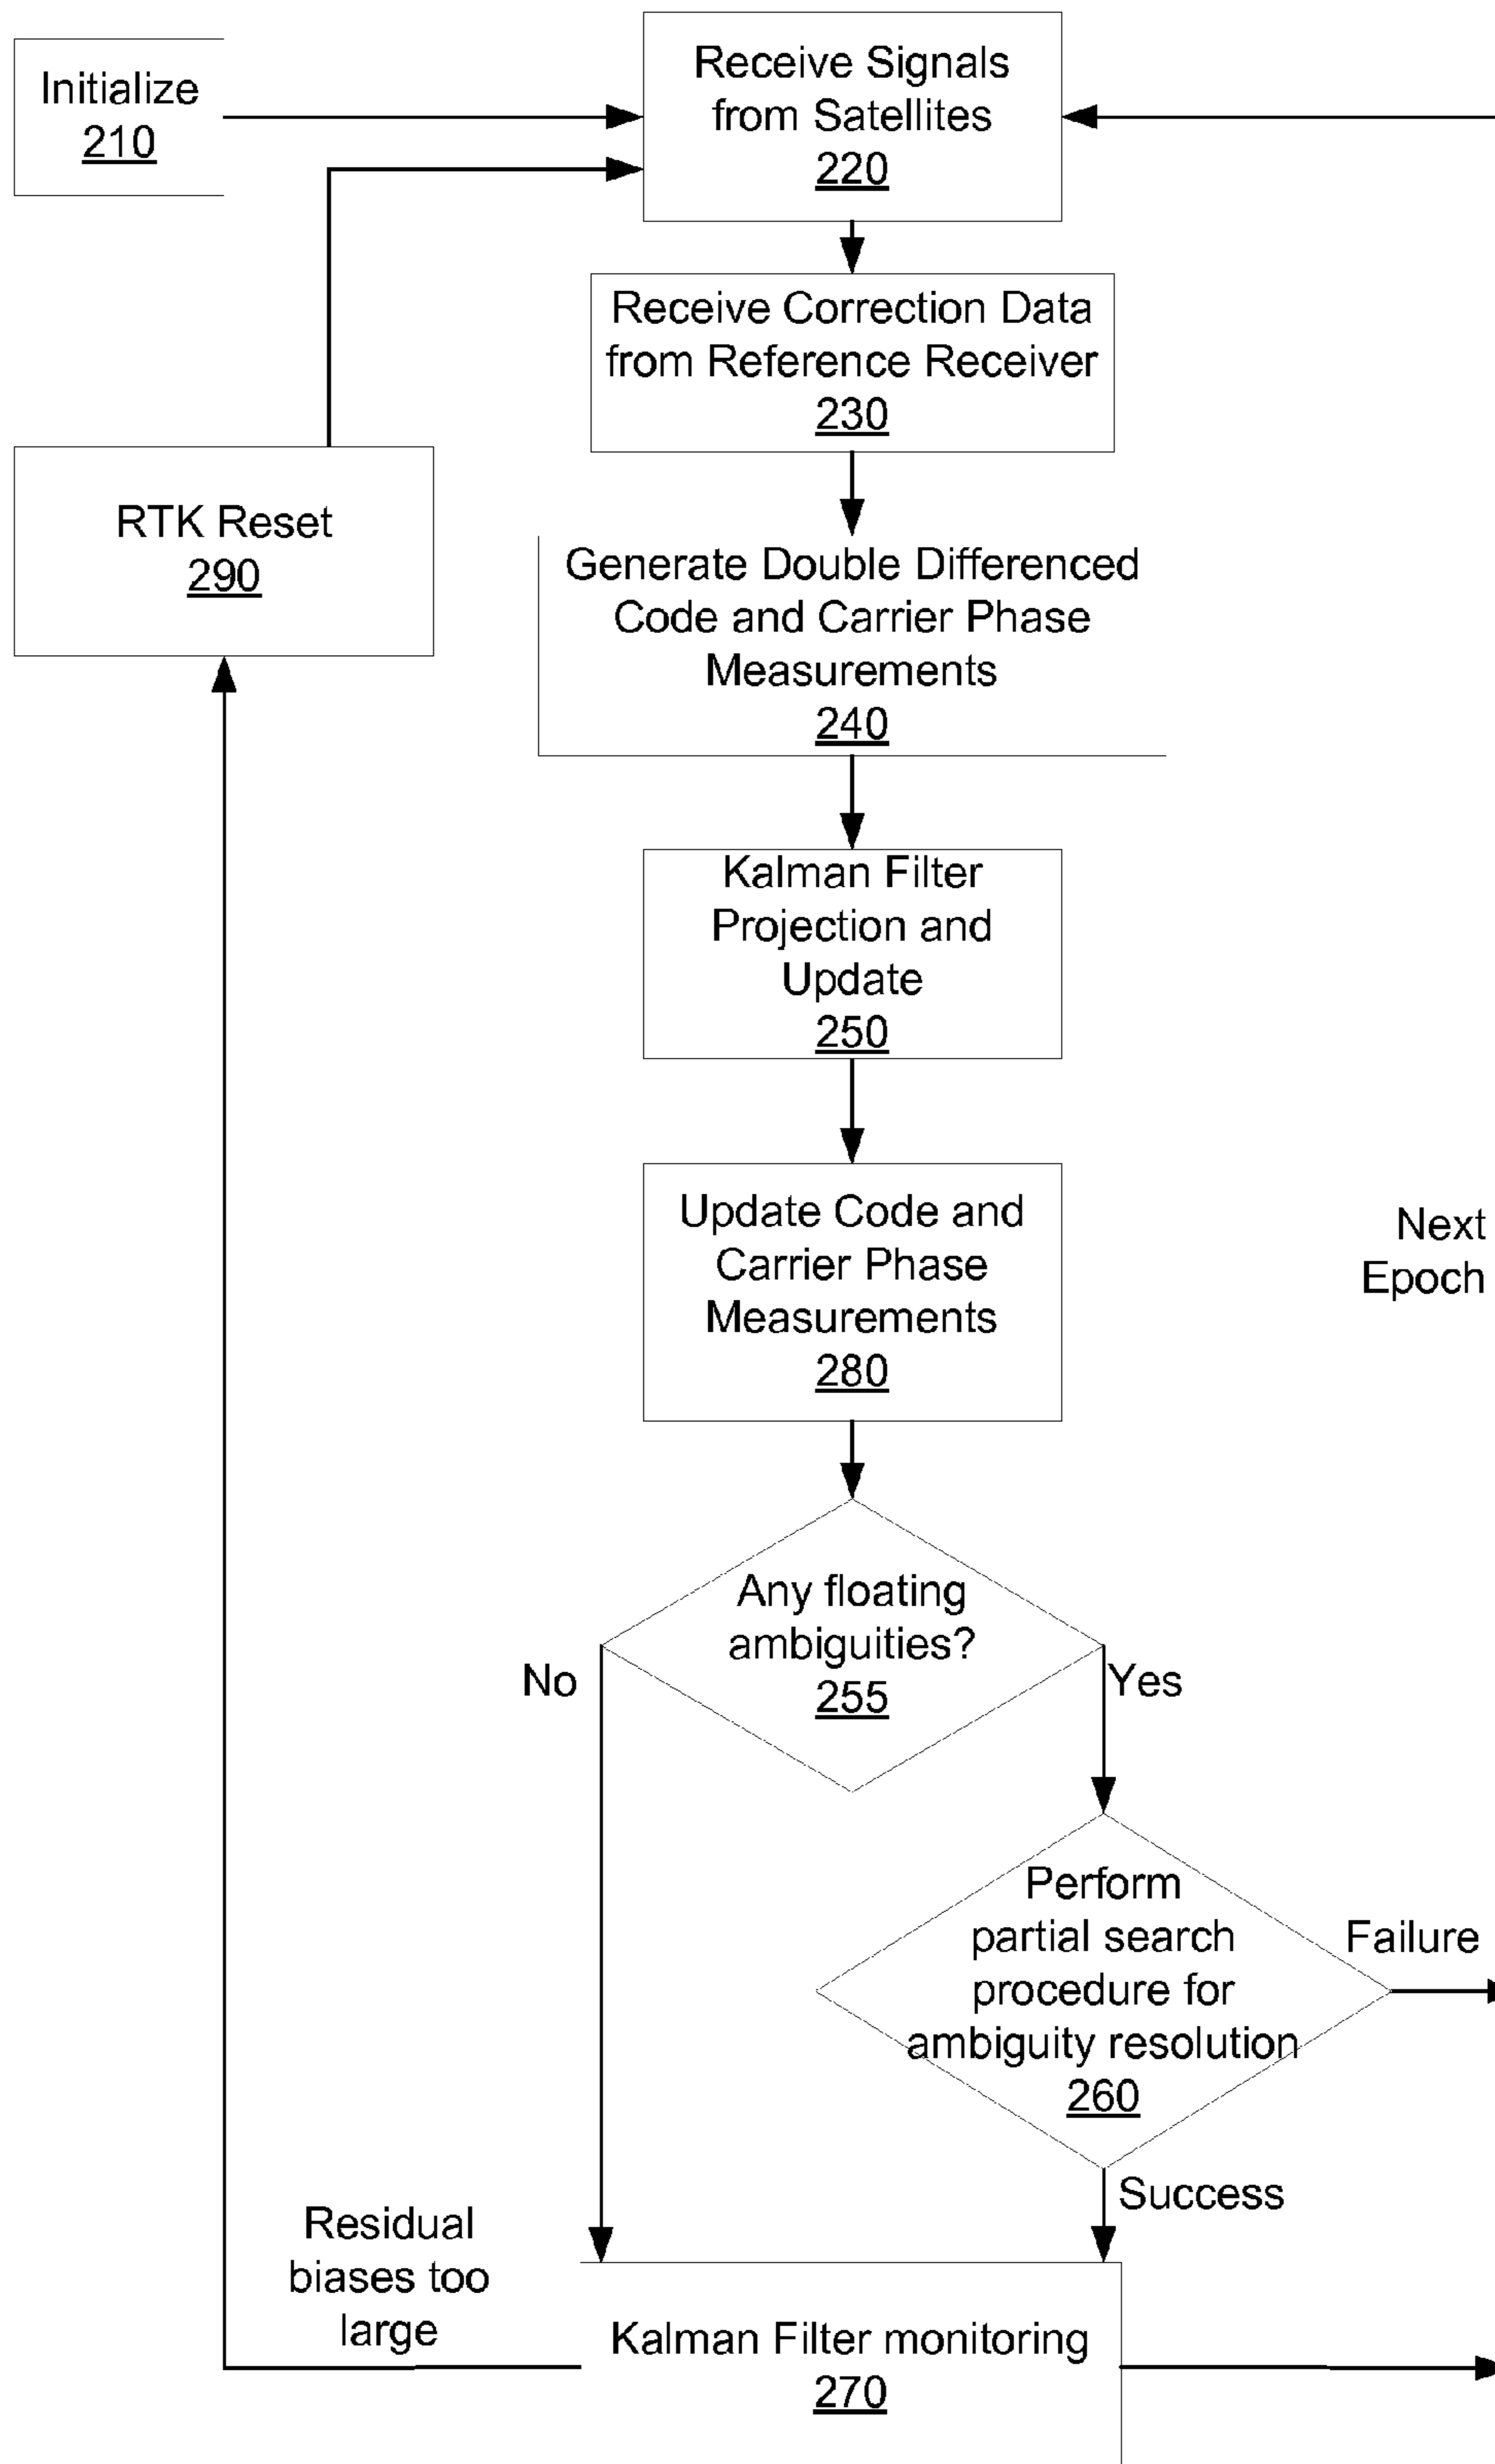 Initialize
210
Receive Signals
from Satellites
220
Receive Correction Data
from Reference Receiver
230
RTK Reset
290
Generate Double Differenced
Code and Carrier Phase
Measurements
240
Kalman Filter
Projection and
Update
250
Update Code and
Carrier Phase
Measurements
280
Next
Epoch
Any floating
ambiguities?
255
No
Yes
Perform
partial search
procedure for
ambiguity resolution
260
Failure
Success
Residual
biases too
large
Kalman Filter monitoring
270